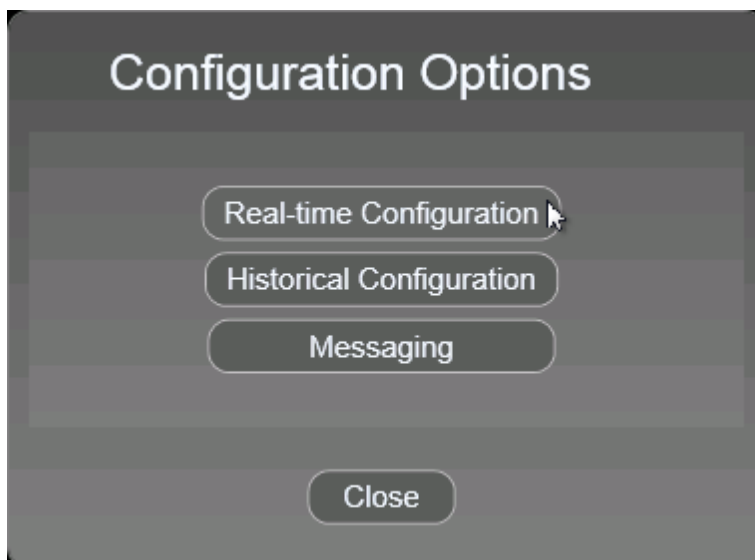 Configuration Options
Real-time Configuration
Historical Configuration
Messaging
Close